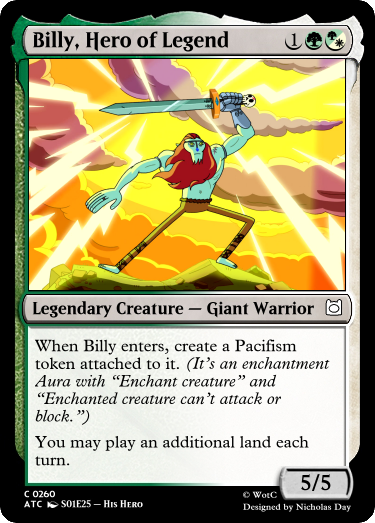 Billy, Hero of Legend 1
Legendary Creature — Giant Warrior
When Billy enters, create a Pacifism
token attached to it. (It's an enchantment
Aura with “Enchant creature” and
“Enchanted creature can't attack or
block.”)
You may play an additional land each
turn.
5/5
C 0260
ATC S01E25 — His Hero
© WotC
Designed by Nicholas Day